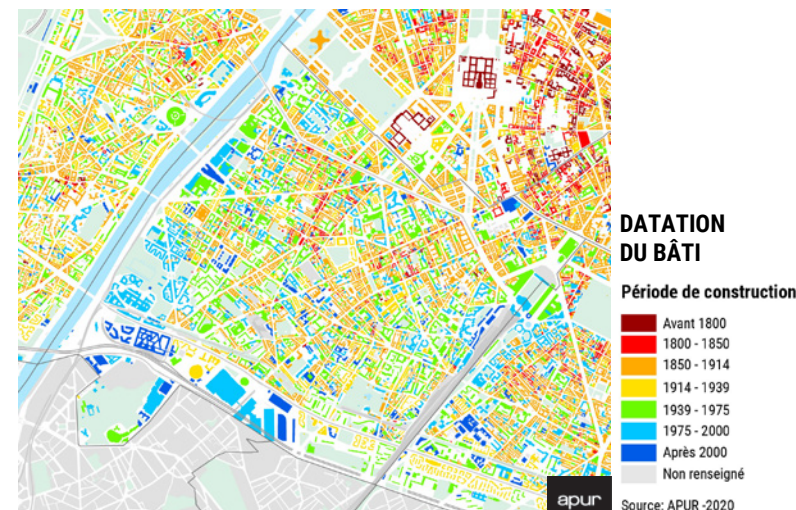 DATATION
DU BÂTI
Période de construction
Avant 1800
1800 - 1850
1850 - 1914
1914 - 1939
1939 - 1975
1975 - 2000
Après 2000
Non renseigné
apur
Source: APUR -2020